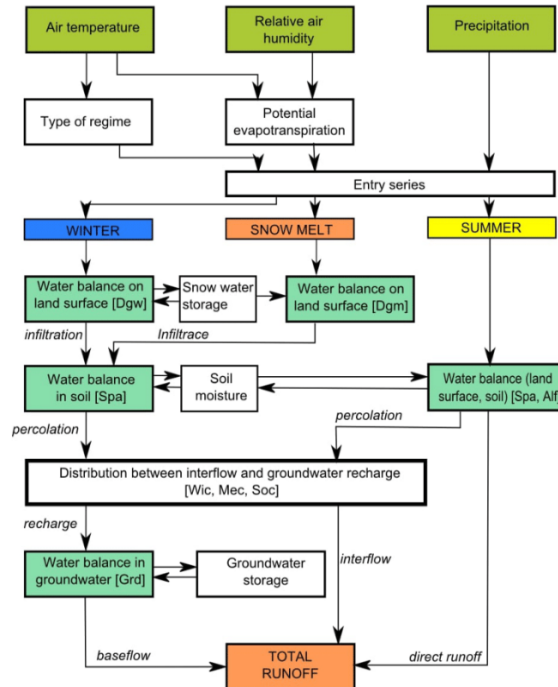 Air temperature
Relative air
humidity
Precipitation
Type of regime
Potential
evapotranspiration
Entry series
WINTER
SNOW MELT
SUMMER
Water balance on
land surface [Dgw]
Snow water
storage
Water balance on
land surface [Dgm]
infiltration
Infiltrace
Water balance
in soil [Spa]
Soil
moisture
Water balance (land
surface, soil) [Spa, Alf]
percolation
percolation
Distribution between interflow and groundwater recharge
[Wic, Mec, Soc]
recharge
interflow
Water balance in
groundwater [Grd]
Groundwater
storage
baseflow
TOTAL
RUNOFF
direct runoff